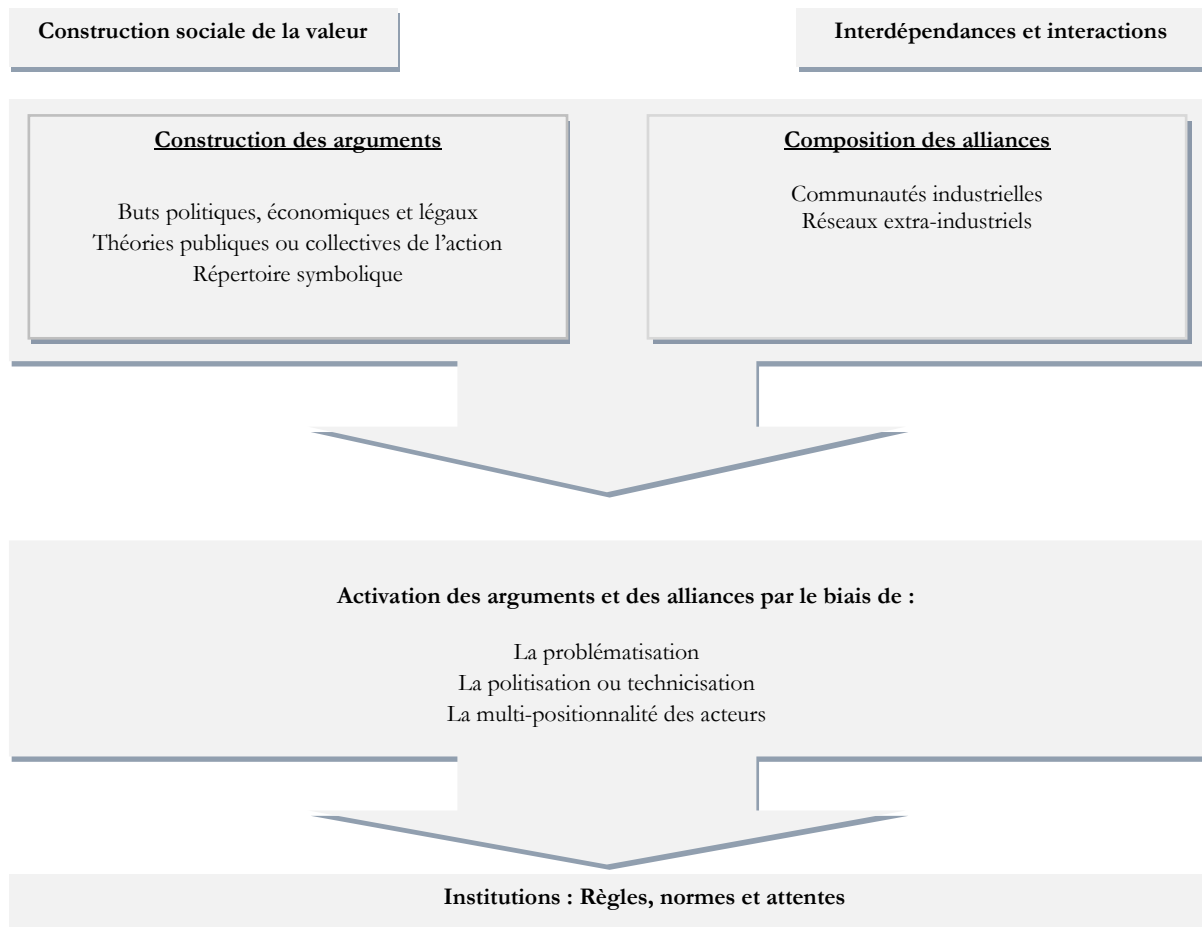 Construction sociale de la valeur
Interdépendances et interactions
Construction des arguments
Buts politiques, économiques et légaux
Théories publiques ou collectives de l’action
Répertoire symbolique
Composition des alliances
Communautés industrielles
Réseaux extra-industriels
Activation des arguments et des alliances par le biais de :
La problématisation
La politisation ou technicisation
La multi-positionnalité des acteurs
Institutions : Règles, normes et attentes